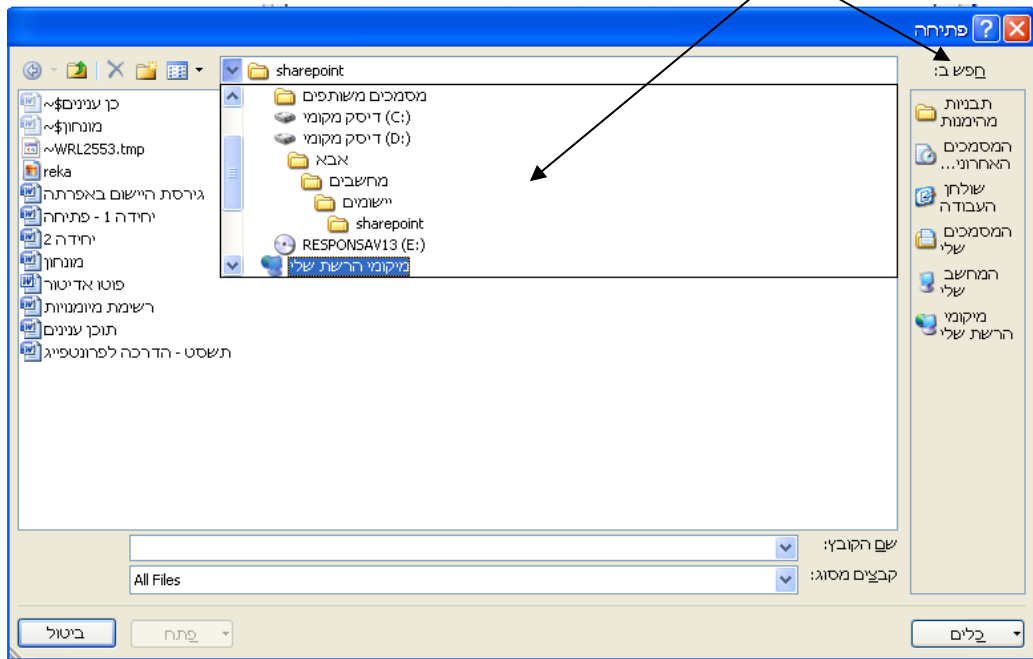 פתיחה
חפש ב:
sharepoint
מסמכים משותפים
דיסק מקומי (C:)
דיסק מקומי (D:)
אבא
מחשבים
יישומים
sharepoint
RESPONSAV13 (E:)
מיקומי הרשת שלי
תבניות
מהימנות
המסמכים
האחרוני...
שולחן
העבודה
המסמכים
שלי
המחשב
שלי
מיקומי
הרשת שלי
~$כן ענינים
~$מונחון
~WRL2553.tmp
reka
גירסת היישום באפרתה
יחידה 1 - פתיחה
יחידה 2
מונחון
פוטו אדיטור
רשימת מיומנויות
תוכן ענינים
תשסט - הדרכה לפרונטפייג
שם הקובץ:
קבצים מסוג:
All Files
כלים
פתח
ביטול